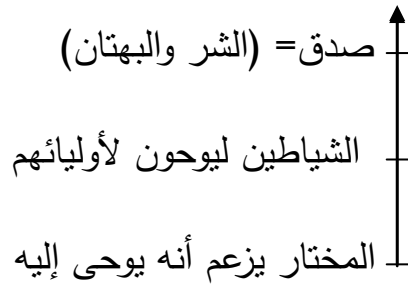 صدق= (الشر والبهتان)
الشياطين ليوحون لأوليائهم
المختار يزعم أنه يوحى إليه